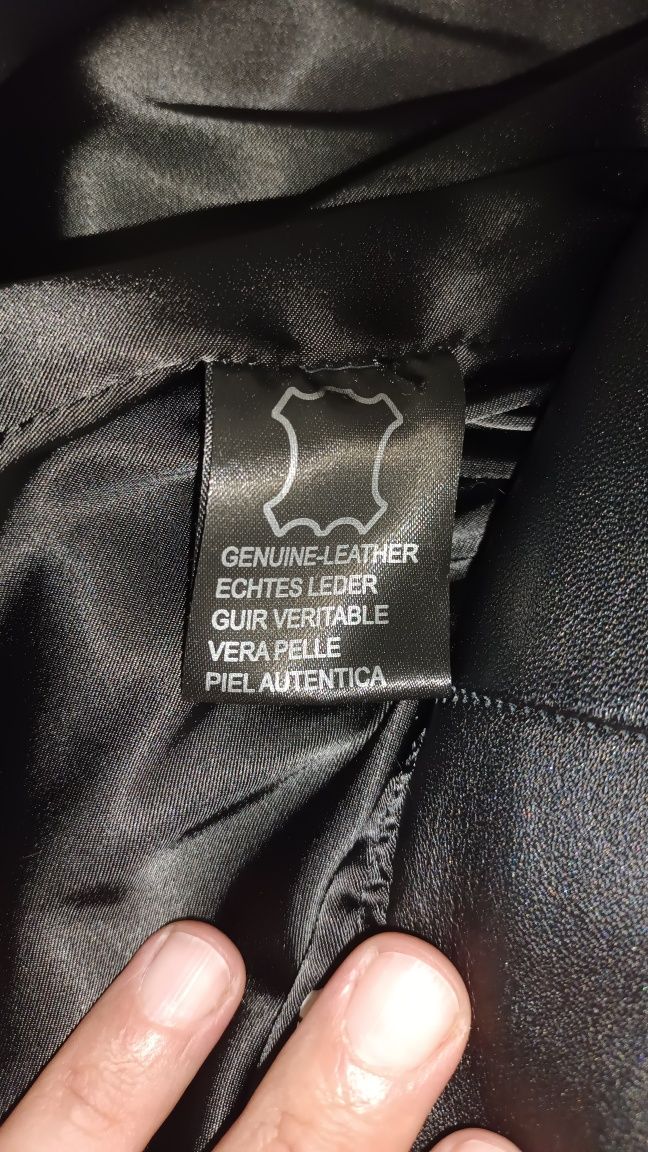 GENUINE-LEATHER
ECHTES LEDER
GUIR VERITABLE
VERA PELLE
PIEL AUTENTICA